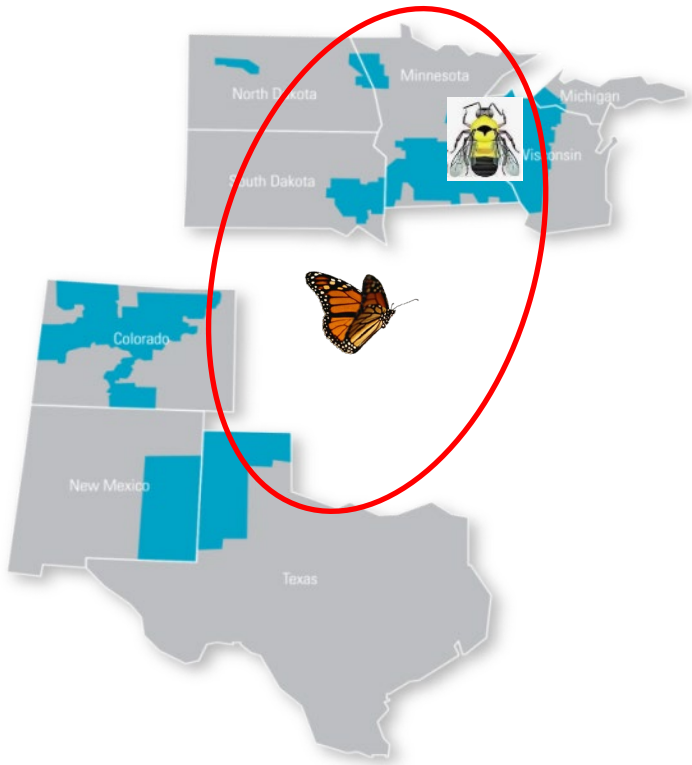 Minnesota
North Dakota
Michigan
Wisconsin
South Dakota
Colorado
New Mexico
Texas